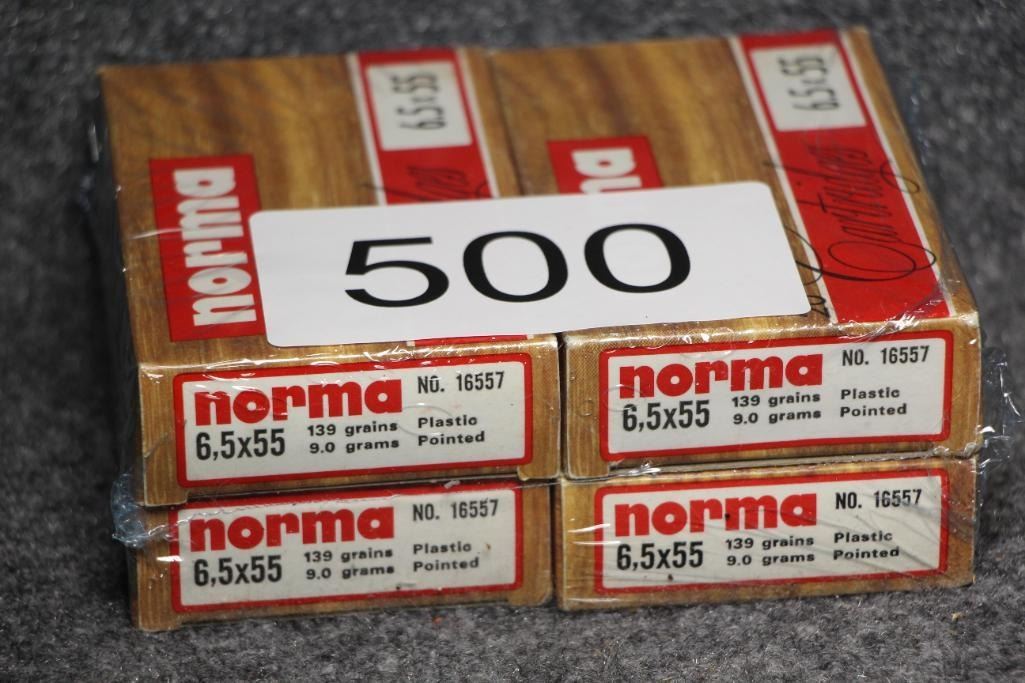 6.5x55
6.5x55
norma
norma
Cartridges
500
norma
NO. 16557
6,5x55
139 grains
9.0 grams
Plastic
Pointed
norma
NO. 16557
6,5x55
139 grains
9.0 grams
Plastic
Pointed
norma
NO. 16557
6,5x55
139 grains
9.0 grams
Plastic
Pointed
norma
NO. 16557
6,5x55
139 grains
9.0 grams
Plastic
Pointed